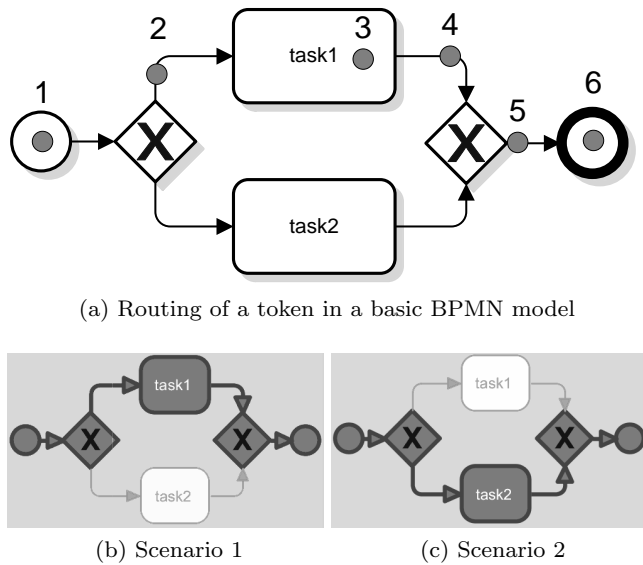 1
2
3
4
5
6
task1
X
X
task2
(a) Routing of a token in a basic BPMN model
task1
X
X
task2
task1
X
X
task2
(b) Scenario 1
(c) Scenario 2